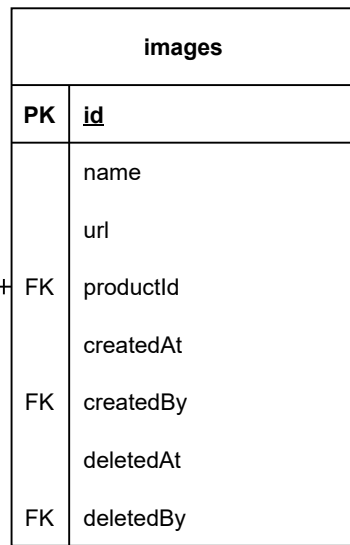 images
PK id
name
url
FK productId
createdAt
FK createdBy
deletedAt
FK deletedBy